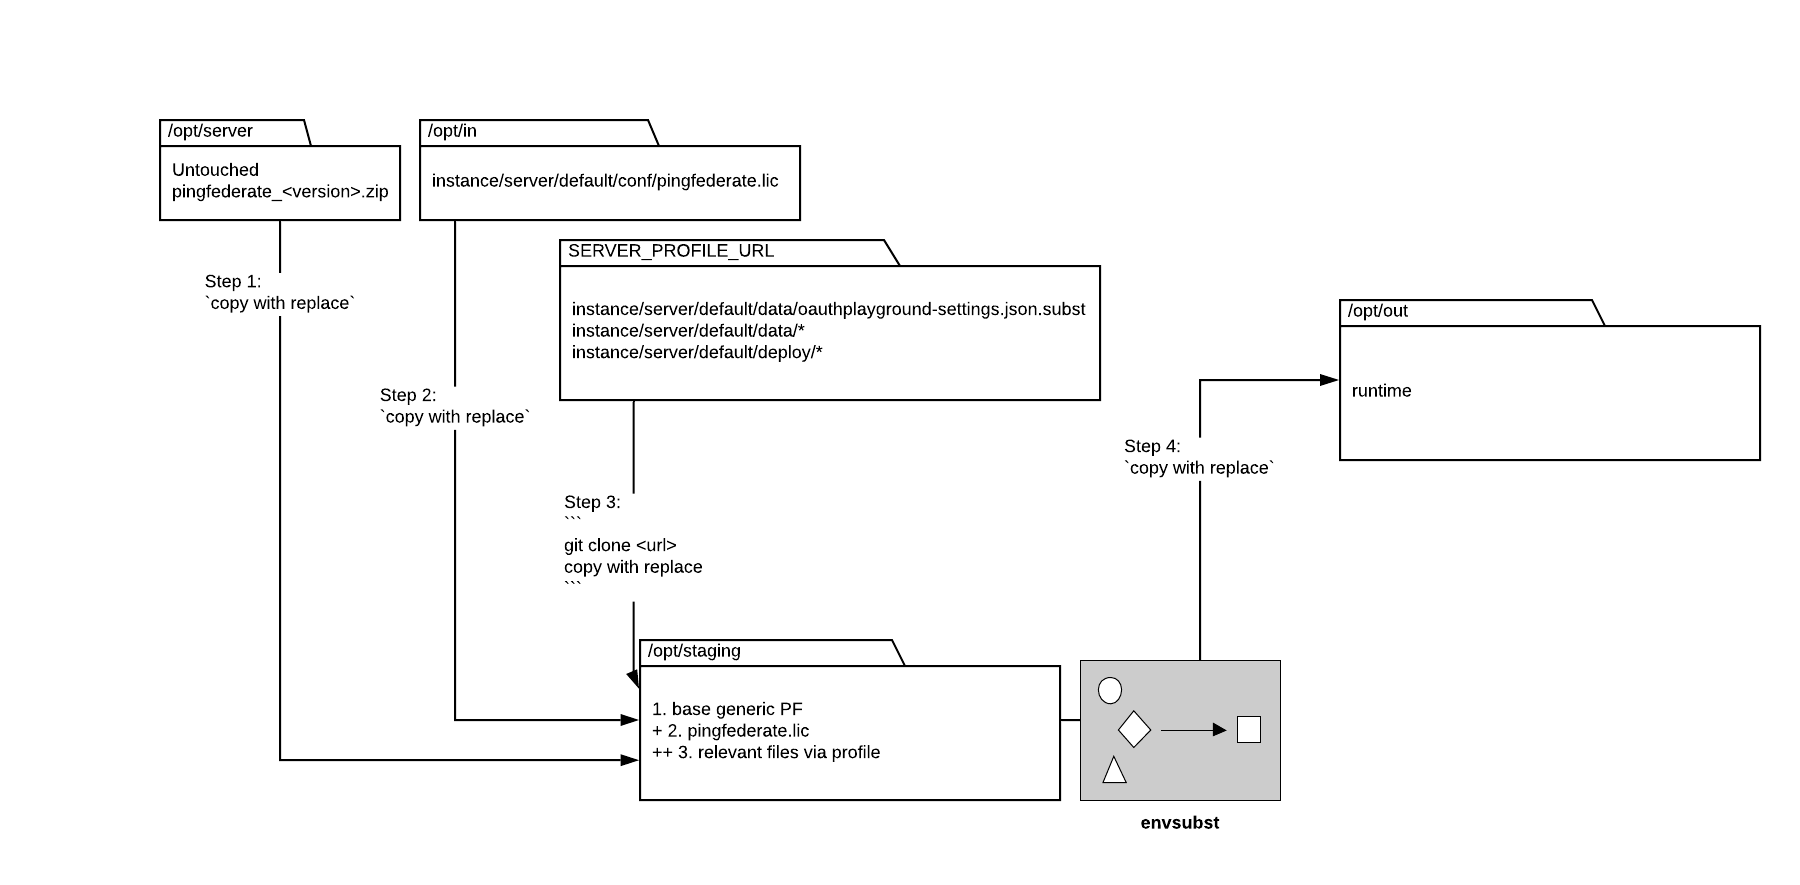 /opt/server
Untouched
pingfederate_<version>.zip
/opt/in
instance/server/default/conf/pingfederate.lic
SERVER_PROFILE_URL
instance/server/default/data/oauthplayground-settings.json.subst
instance/server/default/data/*
instance/server/default/deploy/*
Step 1:
`copy with replace`
Step 2:
`copy with replace`
Step 3:
```
git clone <url>
copy with replace
```
/opt/staging
1. base generic PF
+ 2. pingfederate.lic
++ 3. relevant files via profile
envsubst
Step 4:
`copy with replace`
/opt/out
runtime